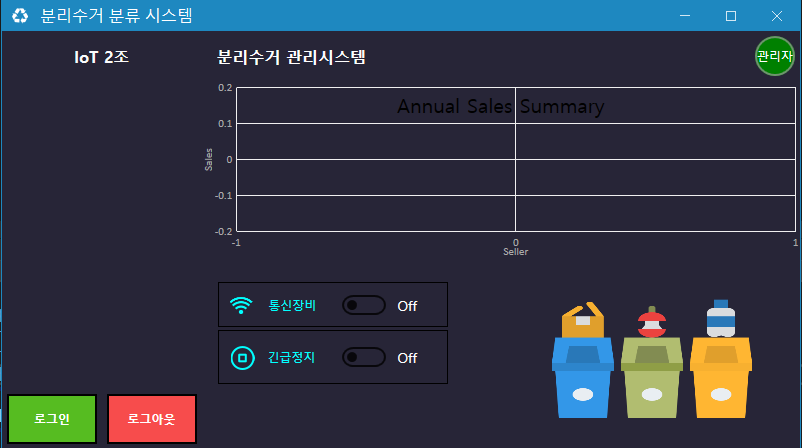 분리수거 분류 시스템
IoT 2조
분리수거 관리시스템
관리자
Annual Sales Summary
0.2
0.1
0
-0.1
-0.2
Sales
-1
0
1
Seller
통신장비
Off
긴급정지
Off
로그인
로그아웃